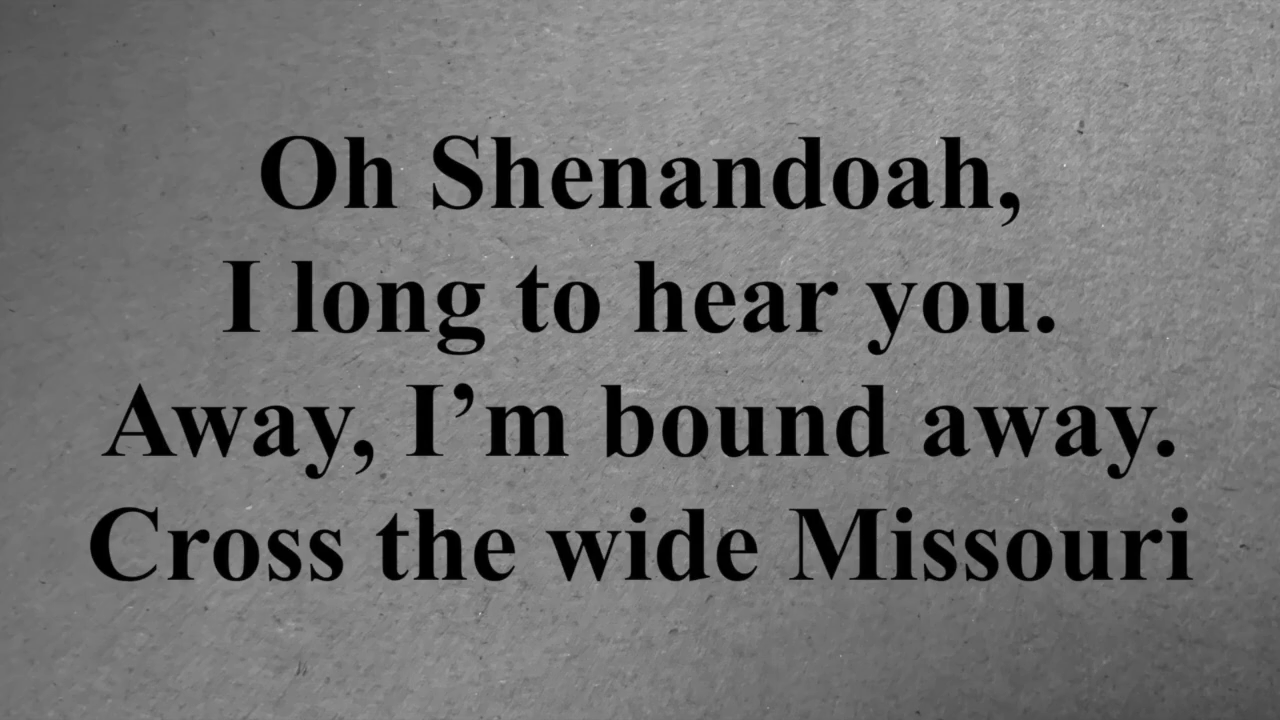 Oh Shenandoah,
I long to hear you.
Away, I’m bound away.
Cross the wide Missouri